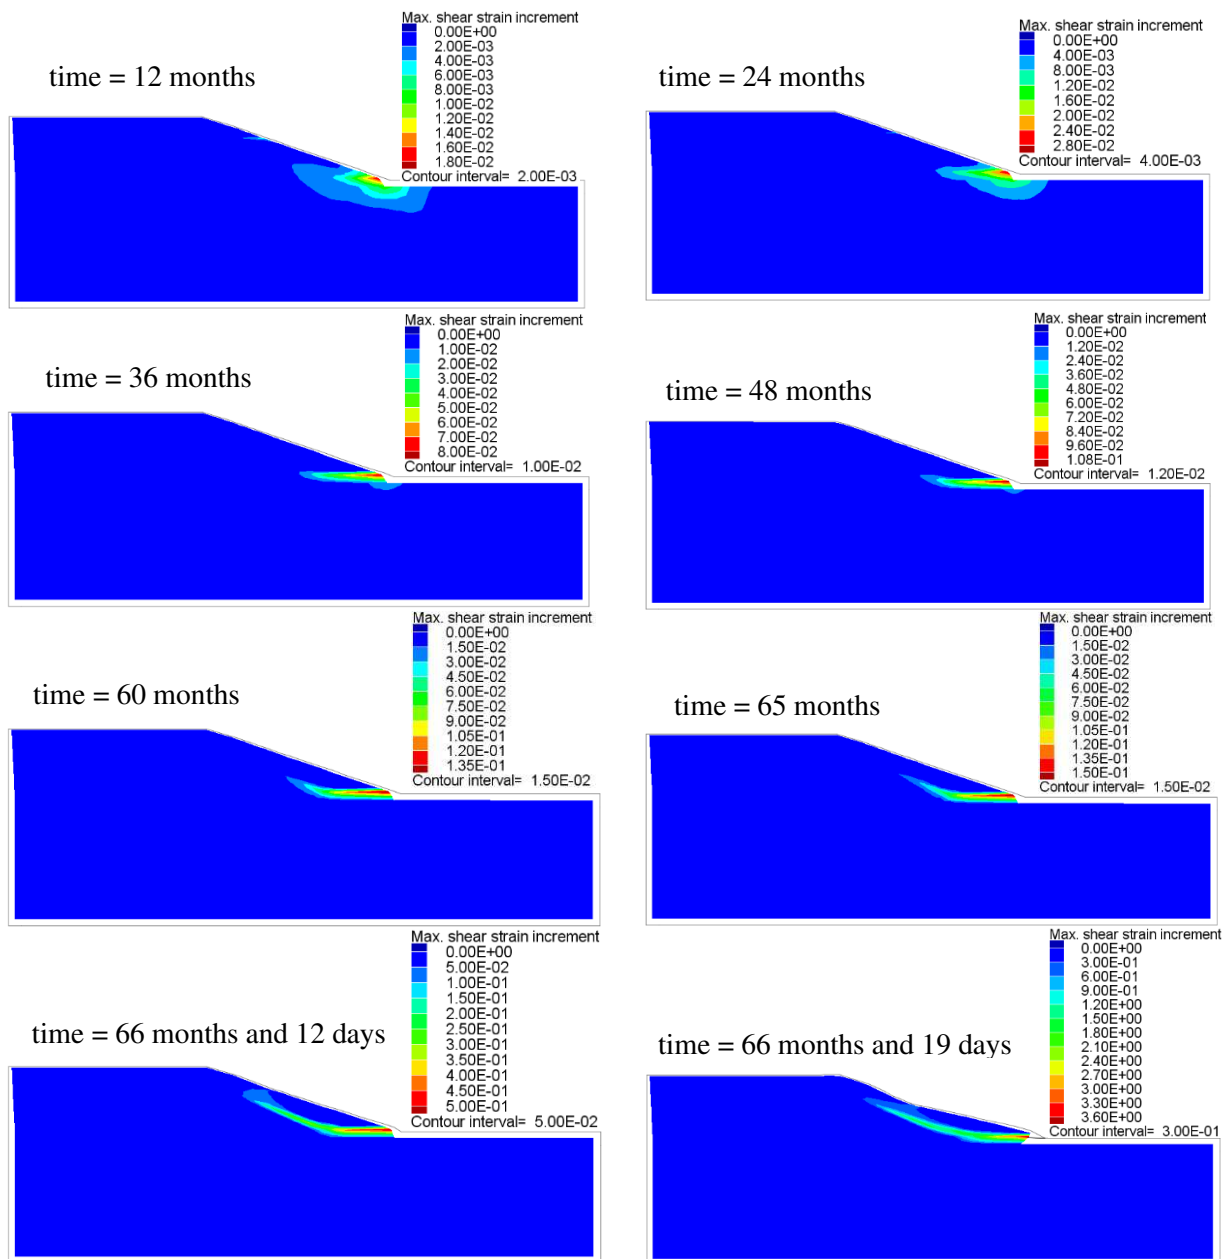 Max. shear strain increment
0.00E+00
2.00E-03
4.00E-03
6.00E-03
8.00E-03
1.00E-02
1.20E-02
1.40E-02
1.60E-02
1.80E-02
Contour interval= 2.00E-03
time = 12 months
Max. shear strain increment
0.00E+00
4.00E-03
8.00E-03
1.20E-02
1.60E-02
2.00E-02
2.40E-02
2.80E-02
Contour interval= 4.00E-03
time = 24 months
Max. shear strain increment
0.00E+00
1.00E-02
2.00E-02
3.00E-02
4.00E-02
5.00E-02
6.00E-02
7.00E-02
8.00E-02
Contour interval= 1.00E-02
time = 36 months
Max. shear strain increment
0.00E+00
1.20E-02
2.40E-02
3.60E-02
4.80E-02
6.00E-02
7.20E-02
8.40E-02
9.60E-02
1.08E-01
Contour interval= 1.20E-02
time = 48 months
Max. shear strain increment
0.00E+00
1.50E-02
3.00E-02
4.50E-02
6.00E-02
7.50E-02
9.00E-02
1.05E-01
1.20E-01
1.35E-01
Contour interval= 1.50E-02
time = 60 months
Max. shear strain increment
0.00E+00
1.50E-02
3.00E-02
4.50E-02
6.00E-02
7.50E-02
9.00E-02
1.05E-01
1.20E-01
1.35E-01
1.50E-01
Contour interval= 1.50E-02
time = 65 months
Max. shear strain increment
0.00E+00
5.00E-02
1.00E-01
1.50E-01
2.00E-01
2.50E-01
3.00E-01
3.50E-01
4.00E-01
4.50E-01
5.00E-01
Contour interval= 5.00E-02
time = 66 months and 12 days
Max. shear strain increment
0.00E+00
3.00E-01
6.00E-01
9.00E-01
1.20E+00
1.50E+00
1.80E+00
2.10E+00
2.40E+00
2.70E+00
3.00E+00
3.30E+00
3.60E+00
Contour interval= 3.00E-01
time = 66 months and 19 days